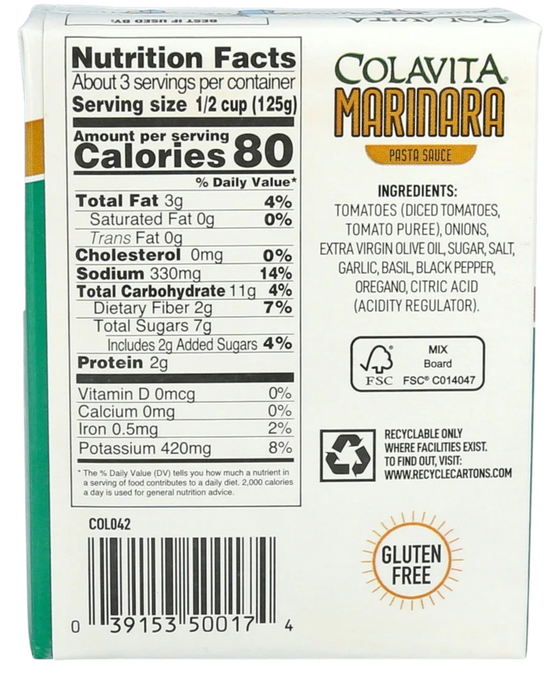 BEST IF USED BY:
COLAVITA
Nutrition Facts
About 3 servings per container
Serving size 1/2 cup (125g)
Amount per serving
Calories 80
% Daily Value*
Total Fat 3g 4%
Saturated Fat 0g 0%
Trans Fat 0g
Cholesterol 0mg 0%
Sodium 330mg 14%
Total Carbohydrate 11g 4%
Dietary Fiber 2g 7%
Total Sugars 7g
Includes 2g Added Sugars 4%
Protein 2g
Vitamin D 0mcg 0%
Calcium 0mg 0%
Iron 0.5mg 2%
Potassium 420mg 8%
* The % Daily Value (DV) tells you how much a nutrient in
a serving of food contributes to a daily diet. 2,000 calories
a day is used for general nutrition advice.
COL042
0 39153 50017 4
COLAVITA®
MARINARA
PASTA SAUCE
INGREDIENTS:
TOMATOES (DICED TOMATOES,
TOMATO PUREE), ONIONS,
EXTRA VIRGIN OLIVE OIL, SUGAR, SALT,
GARLIC, BASIL, BLACK PEPPER,
OREGANO, CITRIC ACID
(ACIDITY REGULATOR).
FSC
MIX
Board
FSC® C014047
RECYCLABLE ONLY
WHERE FACILITIES EXIST.
TO FIND OUT, VISIT:
WWW.RECYCLECARTONS.COM
GLUTEN
FREE